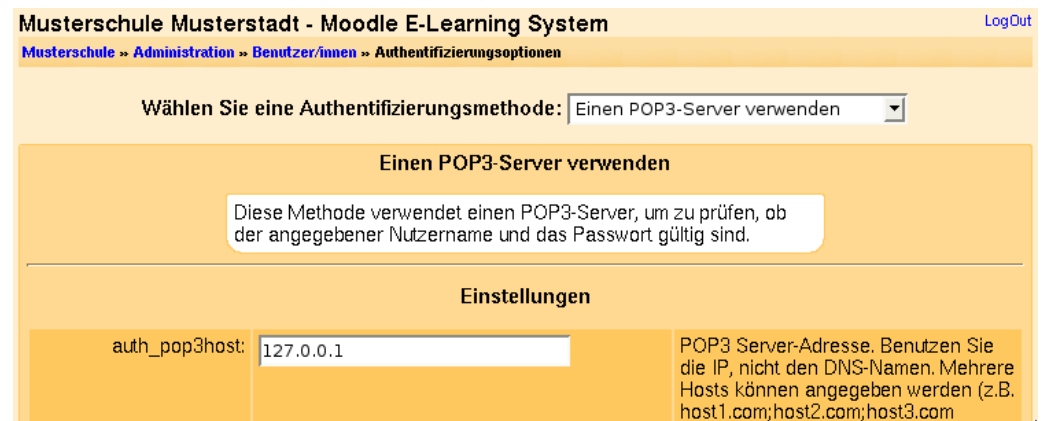 Musterschule Musterstadt - Moodle E-Learning System
LogOut
Musterschule » Administration » Benutzer/innen » Authentifizierungsoptionen
Wählen Sie eine Authentifizierungsmethode: Einen POP3-Server verwenden
Einen POP3-Server verwenden
Diese Methode verwendet einen POP3-Server, um zu prüfen, ob
der angegebener Nutzername und das Passwort gültig sind.
Einstellungen
auth_pop3host:
127.0.0.1
POP3 Server-Adresse. Benutzen Sie
die IP, nicht den DNS-Namen. Mehrere
Hosts können angegeben werden (z.B.
host1.com;host2.com;host3.com